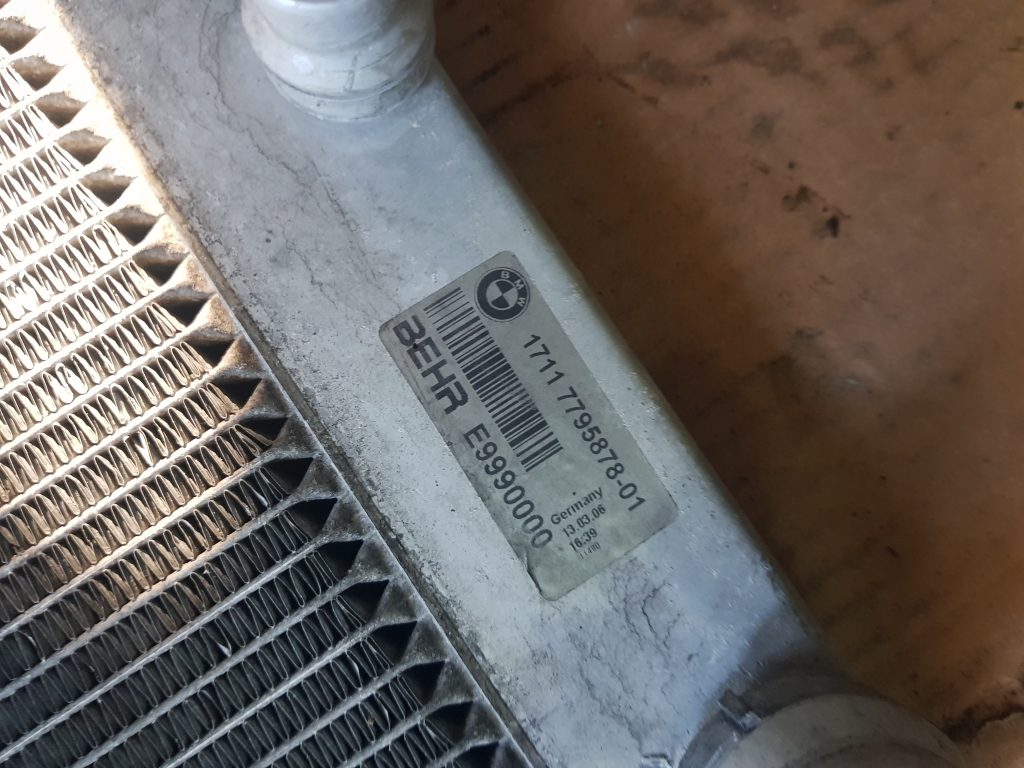 BMW
1711 7795878-01
BEHR E9990000
Germany
13.03.06
16:39